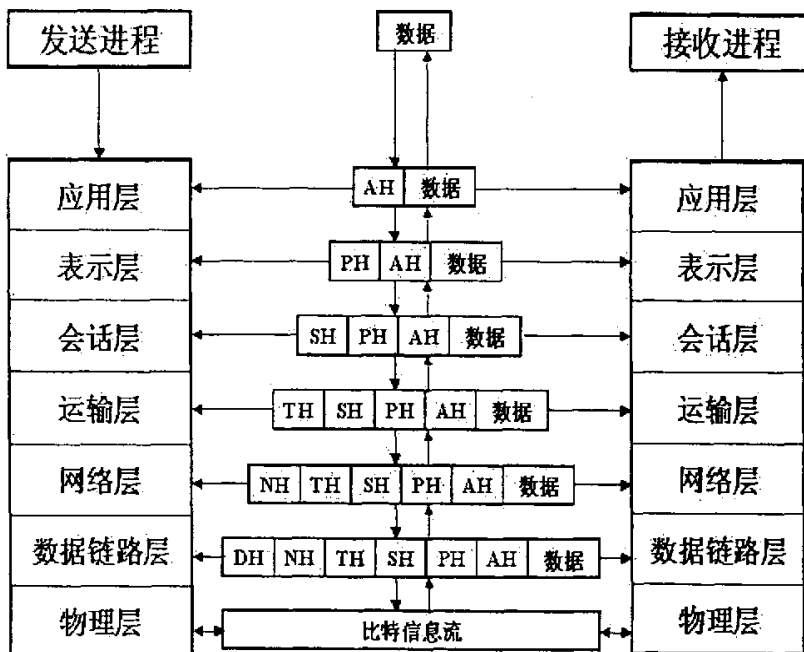 发送进程 数据 接收进程
应用层 AH 数据 应用层
表示层 PH AH 数据 表示层
会话层 SH PH AH 数据 会话层
运输层 TH SH PH AH 数据 运输层
网络层 NH TH SH PH AH 数据 网络层
数据链路层 DH NH TH SH PH AH 数据 数据链路层
物理层 比特信息流 物理层